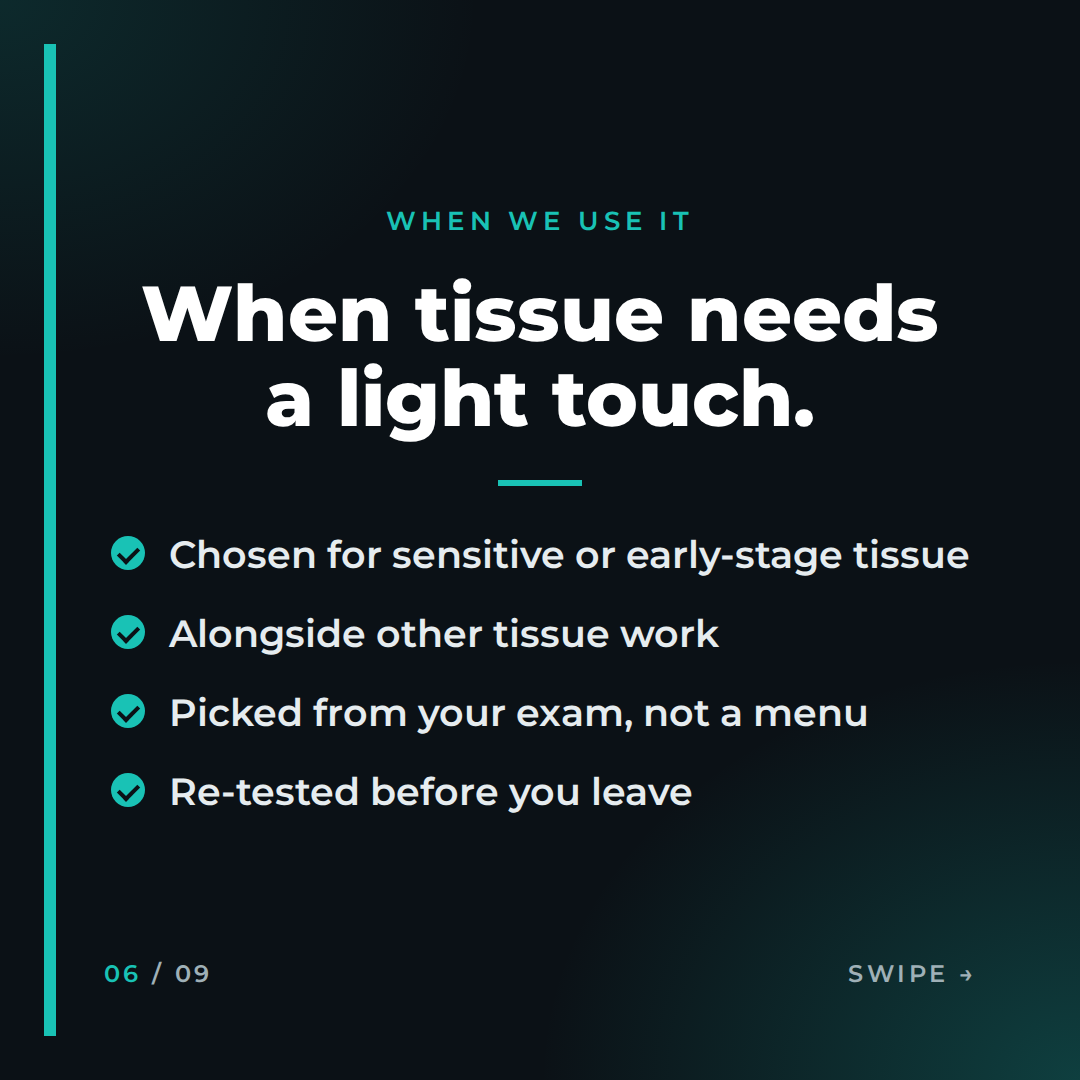 WHEN WE USE IT
When tissue needs
a light touch.
Chosen for sensitive or early-stage tissue
Alongside other tissue work
Picked from your exam, not a menu
Re-tested before you leave
06 / 09
SWIPE →